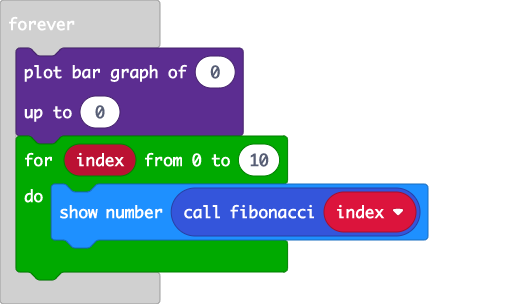 forever
plot bar graph of 0
up to 0
for index from 0 to 10
do
show number call fibonacci index